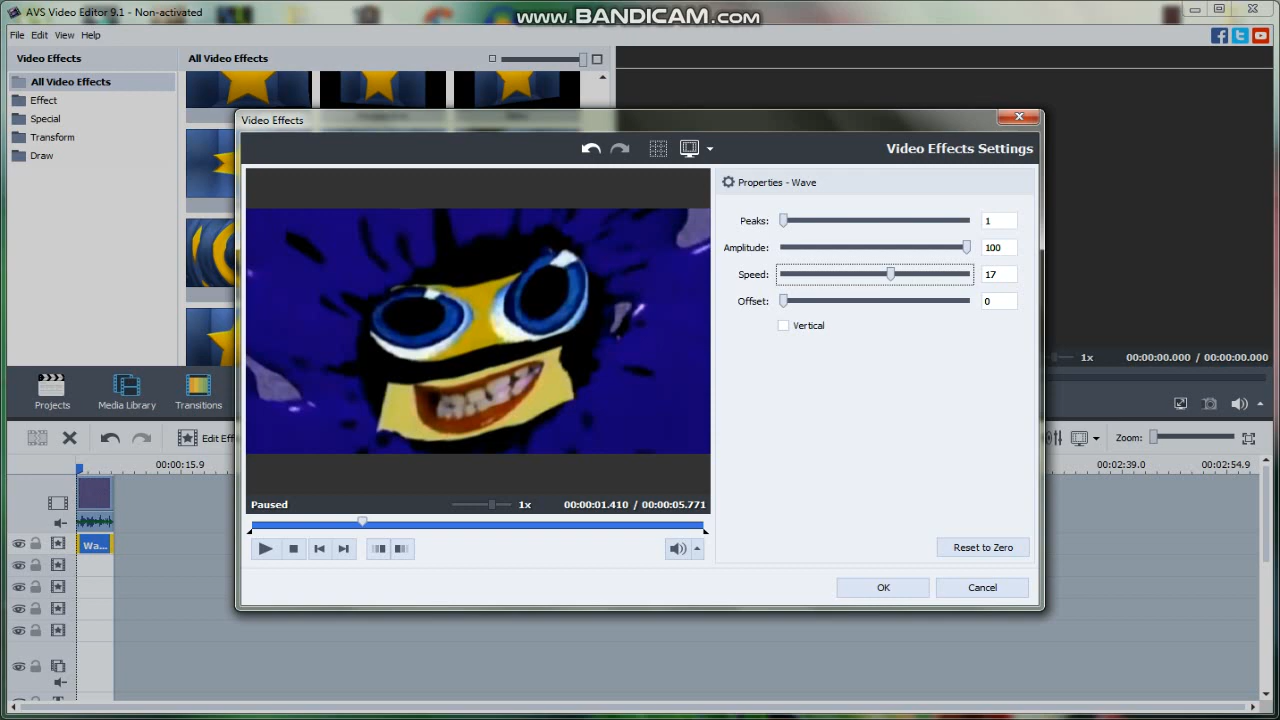 AVS Video Editor 9.1 - Non-activated
www.BANDICAM.com
File Edit View Help
Video Effects
All Video Effects
All Video Effects
Effect
Special
Transform
Draw
Video Effects
Video Effects Settings
Properties - Wave
Peaks: 1
Amplitude: 100
Speed: 17
Offset: 0
Vertical
Paused 1x 00:00:01.410 / 00:00:05.771
Reset to Zero
OK Cancel
1x 00:00:00.000 / 00:00:00.000
Projects Media Library Transitions
Zoom:
00:00:15.9 00:02:39.0 00:02:54.9
Wa...
T